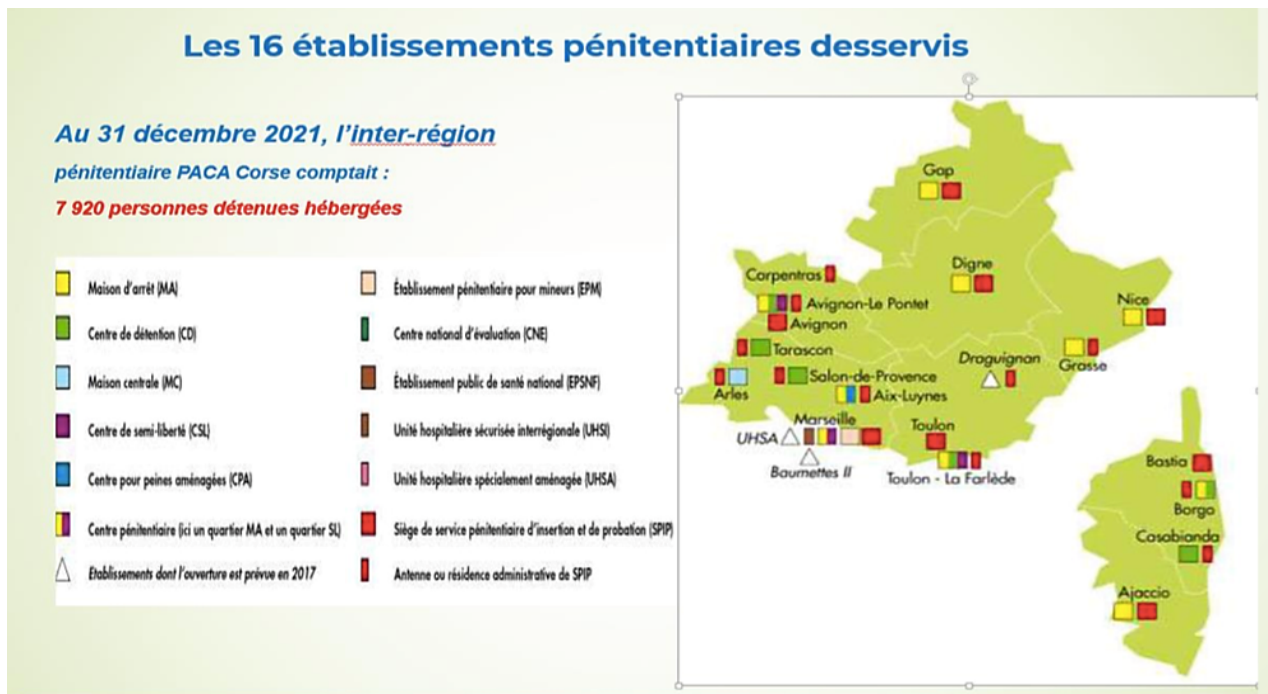 Les 16 établissements pénitentiaires desservis
Au 31 décembre 2021, l'inter-région
pénitentiaire PACA Corse comptait :
7 920 personnes détenues hébergées
Maison d'arrêt (MA)
Centre de détention (CD)
Maison centrale (MC)
Centre de semi-liberté (CSL)
Centre pour peines aménagées (CPA)
Centre pénitentiaire (ici un quartier MA et un quartier SL)
Etablissements dont l'ouverture est prévue en 2017
Établissement pénitentiaire pour mineurs (EPM)
Centre national d'évaluation (CNE)
Établissement public de santé national (EPSNF)
Unité hospitalière sécurisée interrégionale (UHSI)
Unité hospitalière spécialement aménagée (UHSA)
Siège de service pénitentiaire d'insertion et de probation (SPIP)
Antenne ou résidence administrative de SPIP
Gap
Digne
Carpentras
Avignon-Le Pontet
Avignon
Nice
Tarascon
Draguignan
Grasse
Salon-de-Provence
Arles
Aix-Luynes
Marseille
Toulon
UHSA
Baumettes II
Toulon - La Farlède
Bastia
Borgo
Casabianda
Ajaccio